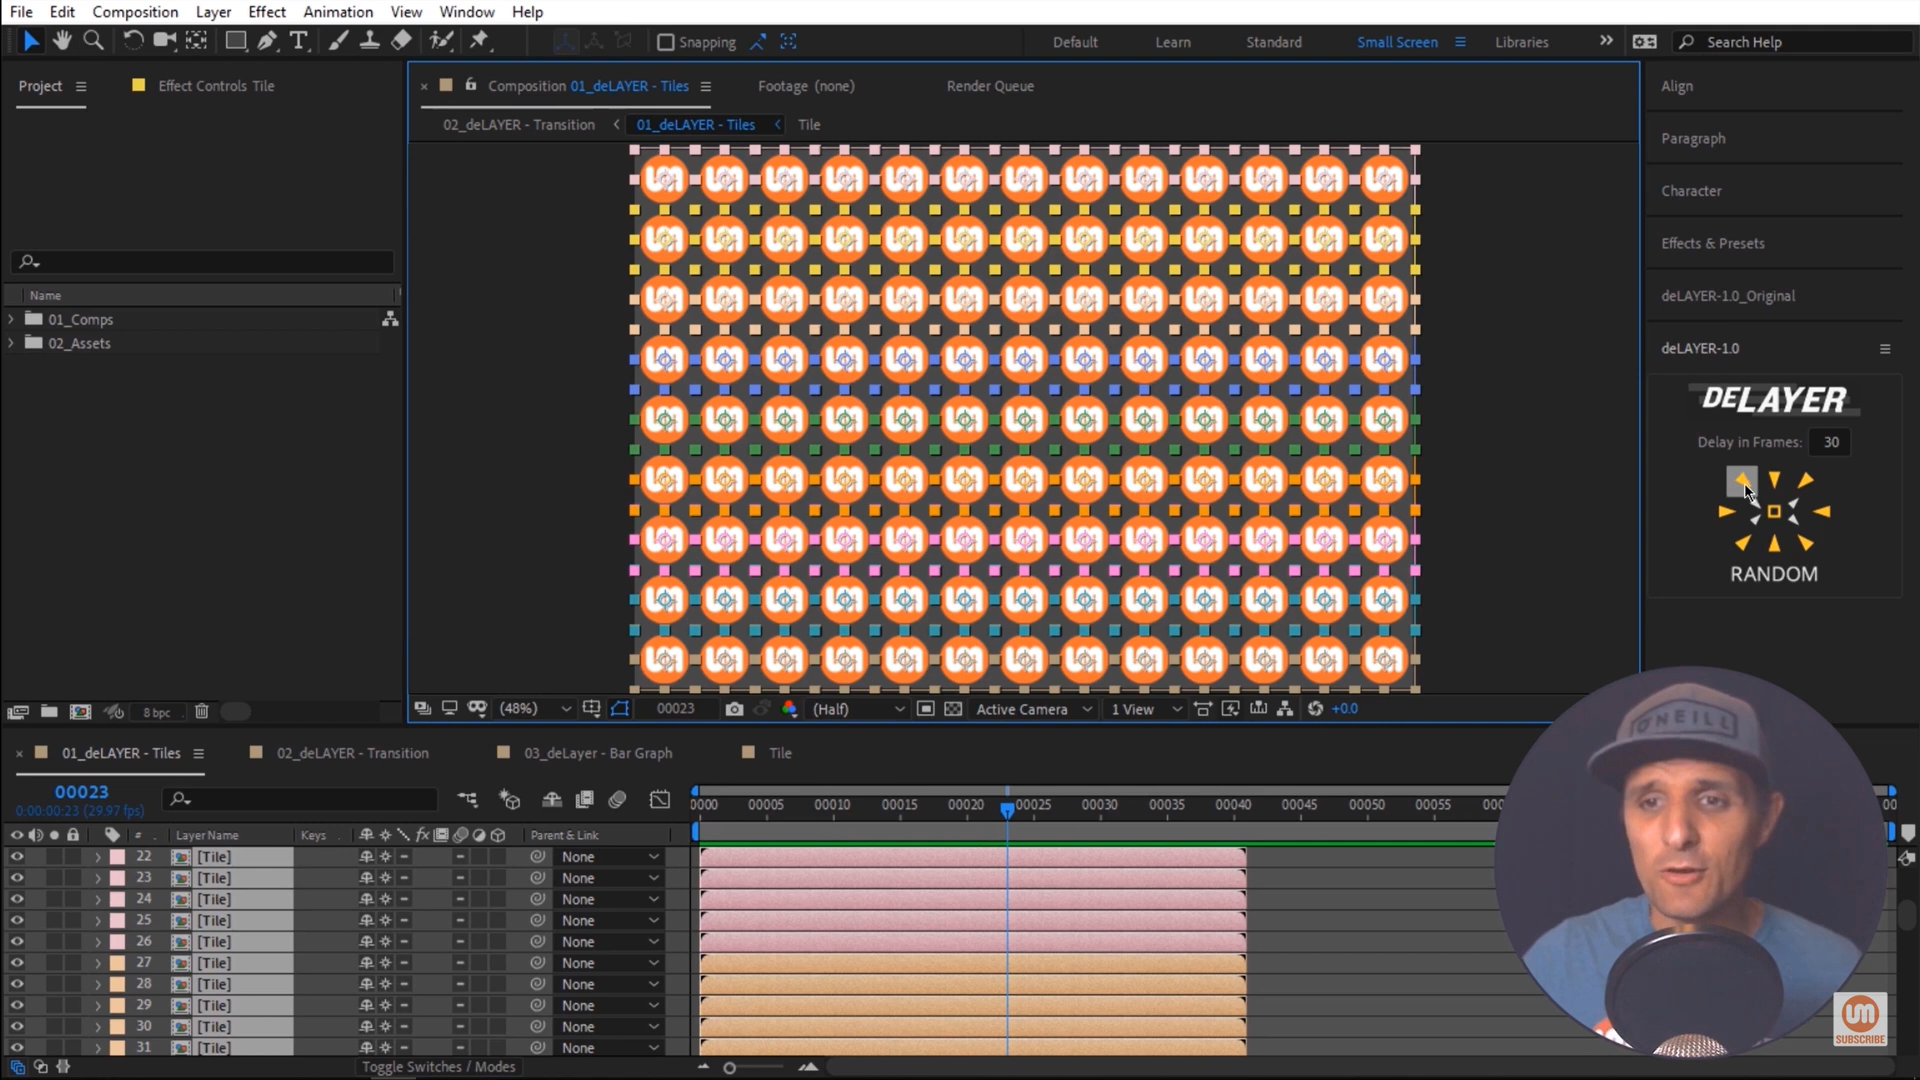 File Edit Composition Layer Effect Animation View Window Help
Snapping Default Learn Standard Small Screen Libraries Search Help
Project Effect Controls Tile
Composition 01_deLAYER - Tiles Footage (none) Render Queue
02_deLAYER - Transition 01_deLAYER - Tiles Tile
Name
01_Comps
02_Assets
8 bpc
(48%) 00023 (Half) Active Camera 1 View +0.0
Align
Paragraph
Character
Effects & Presets
deLAYER-1.0_Original
deLAYER-1.0
DELAYER
Delay in Frames: 30
RANDOM
01_deLAYER - Tiles 02_deLAYER - Transition 03_deLayer - Bar Graph Tile
00023
0:00:00:23 (29.97 fps)
0000 00005 00010 00015 00020 00025 00030 00035 00040 00045 00050 00055
# Layer Name Keys fx Parent & Link
22 [Tile] None
23 [Tile] None
24 [Tile] None
25 [Tile] None
26 [Tile] None
27 [Tile] None
28 [Tile] None
29 [Tile] None
30 [Tile] None
31 [Tile] None
Toggle Switches / Modes
O'NEILL
um
SUBSCRIBE